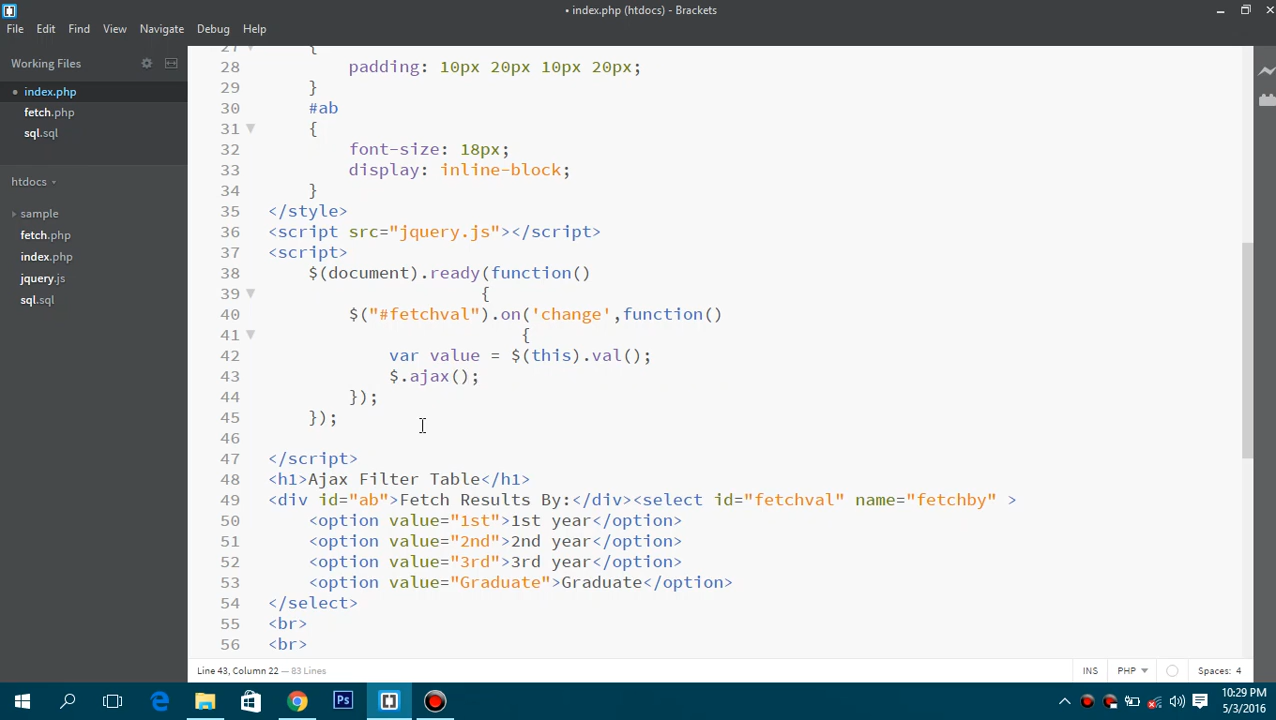 • index.php (htdocs) - Brackets
File Edit Find View Navigate Debug Help
Working Files
index.php
fetch.php
sql.sql
htdocs
sample
fetch.php
index.php
jquery.js
sql.sql
27 {
28 padding: 10px 20px 10px 20px;
29 }
30 #ab
31 {
32 font-size: 18px;
33 display: inline-block;
34 }
35 </style>
36 <script src="jquery.js"></script>
37 <script>
38 $(document).ready(function()
39 {
40 $("#fetchval").on('change',function()
41 {
42 var value = $(this).val();
43 $.ajax();
44 });
45 });
46
47 </script>
48 <h1>Ajax Filter Table</h1>
49 <div id="ab">Fetch Results By:</div><select id="fetchval" name="fetchby" >
50 <option value="1st">1st year</option>
51 <option value="2nd">2nd year</option>
52 <option value="3rd">3rd year</option>
53 <option value="Graduate">Graduate</option>
54 </select>
55 <br>
56 <br>
Line 43, Column 22 — 83 Lines INS PHP Spaces: 4
Ps
10:29 PM
5/3/2016